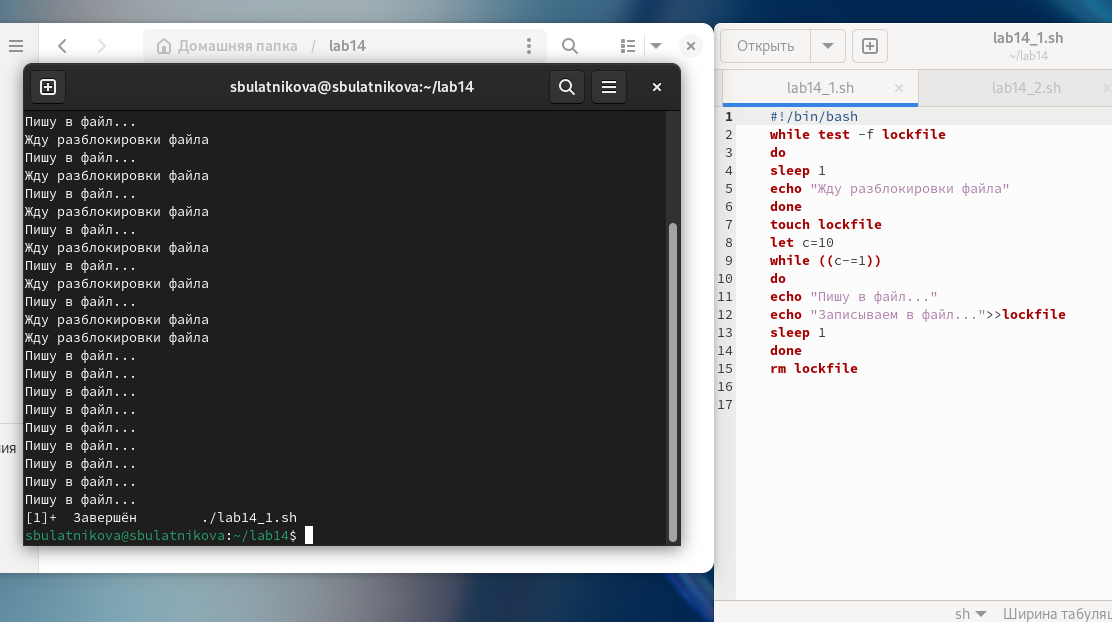 Домашняя папка / lab14
sbulatnikova@sbulatnikova:~/lab14
Пишу в файл...
Жду разблокировки файла
Пишу в файл...
Жду разблокировки файла
Пишу в файл...
Жду разблокировки файла
Пишу в файл...
Жду разблокировки файла
Пишу в файл...
Жду разблокировки файла
Пишу в файл...
Жду разблокировки файла
Жду разблокировки файла
Пишу в файл...
Пишу в файл...
Пишу в файл...
Пишу в файл...
Пишу в файл...
Пишу в файл...
Пишу в файл...
Пишу в файл...
Пишу в файл...
[1]+  Завершён        ./lab14_1.sh
sbulatnikova@sbulatnikova:~/lab14$
ия
Открыть
lab14_1.sh
~/lab14
lab14_1.sh
lab14_2.sh
1 #!/bin/bash
2 while test -f lockfile
3 do
4 sleep 1
5 echo "Жду разблокировки файла"
6 done
7 touch lockfile
8 let c=10
9 while ((c-=1))
10 do
11 echo "Пишу в файл..."
12 echo "Записываем в файл...">>lockfile
13 sleep 1
14 done
15 rm lockfile
16
17
sh
Ширина табуляц